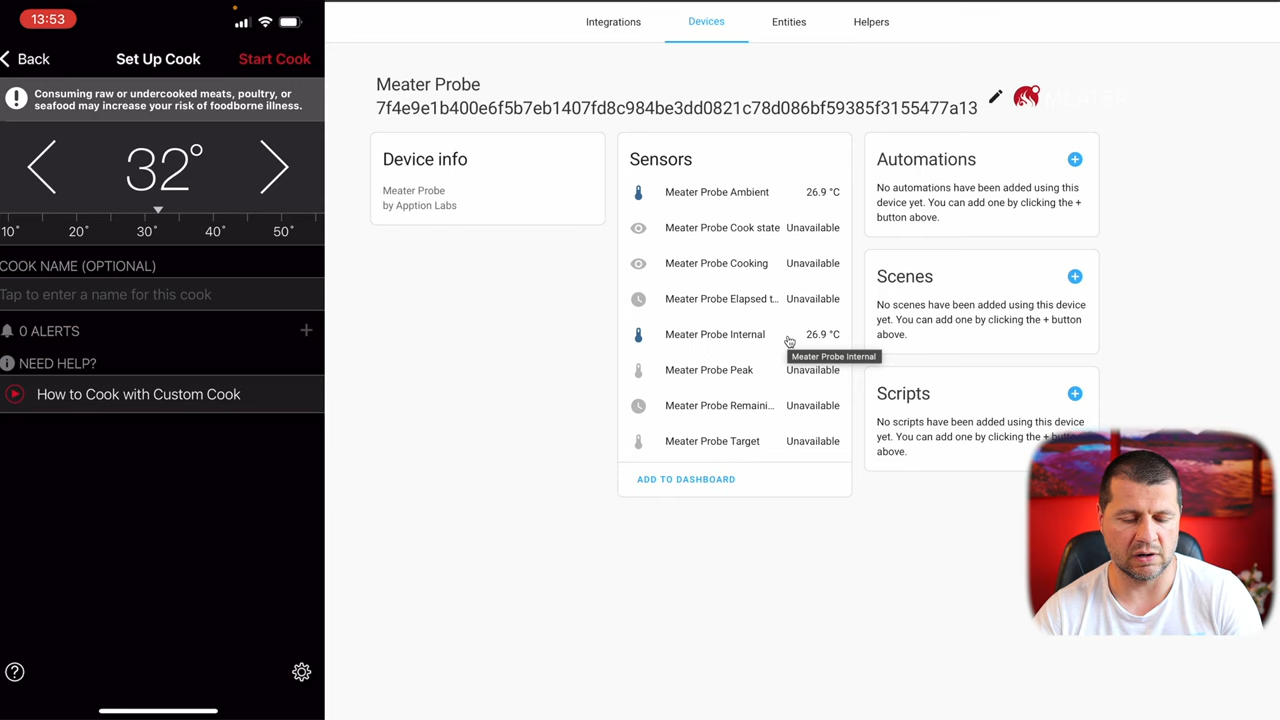 13:53
Back
Set Up Cook
Start Cook
Consuming raw or undercooked meats, poultry, or
seafood may increase your risk of foodborne illness.
32°
10° 20° 30° 40° 50°
COOK NAME (OPTIONAL)
Tap to enter a name for this cook
0 ALERTS
NEED HELP?
How to Cook with Custom Cook
Integrations
Devices
Entities
Helpers
Meater Probe
7f4e9e1b400e6f5b7eb1407fd8c984be3dd0821c78d086bf59385f3155477a13
MEATER
Device info
Meater Probe
by Apption Labs
Sensors
Meater Probe Ambient 26.9 °C
Meater Probe Cook state Unavailable
Meater Probe Cooking Unavailable
Meater Probe Elapsed t... Unavailable
Meater Probe Internal 26.9 °C
Meater Probe Internal
Meater Probe Peak Unavailable
Meater Probe Remaini... Unavailable
Meater Probe Target Unavailable
ADD TO DASHBOARD
Automations
No automations have been added using this
device yet. You can add one by clicking the +
button above.
Scenes
No scenes have been added using this device
yet. You can add one by clicking the + button
above.
Scripts
No scripts have been added using this device
yet. You can add one by clicking the + button
above.